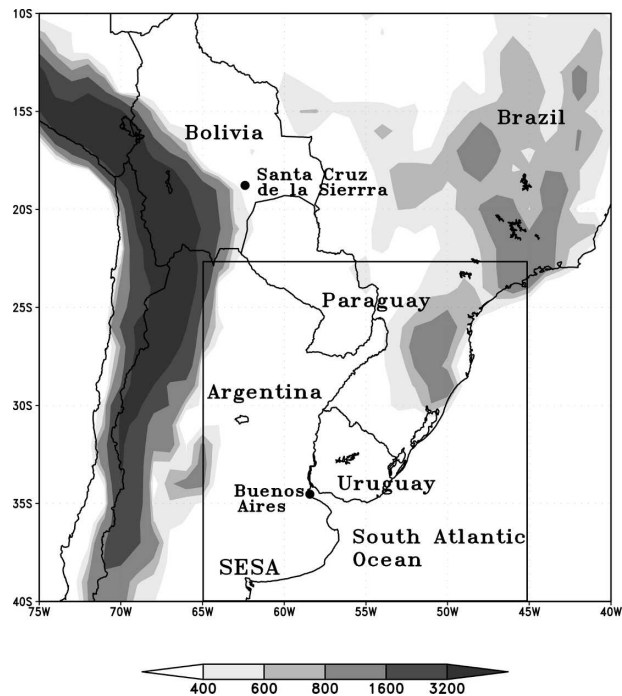 10S
15S
20S
25S
30S
35S
40S
Bolivia
Brazil
Santa Cruz
de la Sierrra
Paraguay
Argentina
Uruguay
Buenos
Aires
South Atlantic
Ocean
SESA
75W 70W 65W 60W 55W 50W 45W 40W
400 600 800 1600 3200